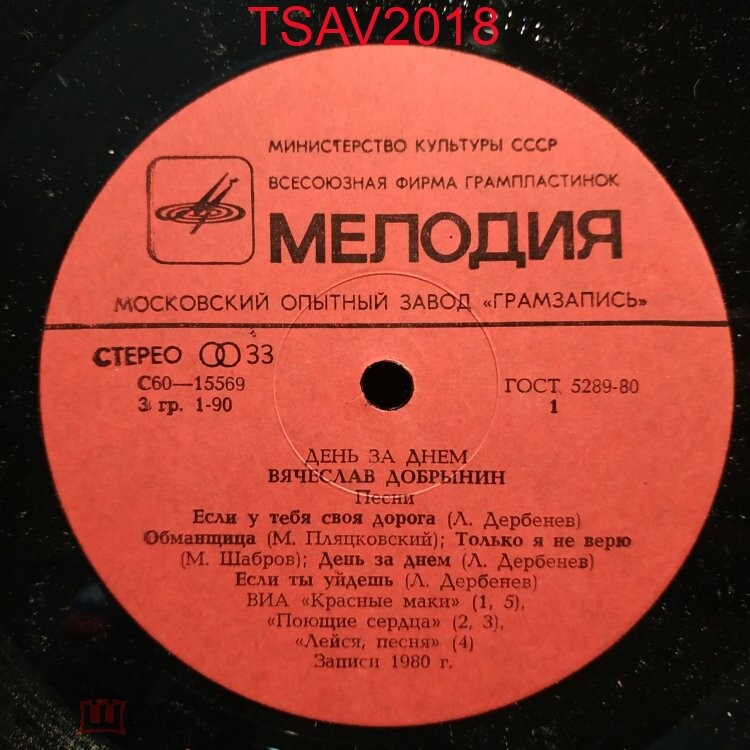 TSAV2018
МИНИСТЕРСТВО КУЛЬТУРЫ СССР
ВСЕСОЮЗНАЯ ФИРМА ГРАМПЛАСТИНОК
МЕЛОДИЯ
МОСКОВСКИЙ ОПЫТНЫЙ ЗАВОД «ГРАМЗАПИСЬ»
СТЕРЕО 33
С60—15569
3 гр. 1-90
ГОСТ 5289-80
1
ДЕНЬ ЗА ДНЕМ
ВЯЧЕСЛАВ ДОБРЫНИН
Песни
Если у тебя своя дорога (Л. Дербенев)
Обманщица (М. Пляцковский); Только я не верю
(М. Шабров); День за днем (Л. Дербенев)
Если ты уйдешь (Л. Дербенев)
ВИА «Красные маки» (1, 5),
«Поющие сердца» (2, 3),
«Лейся, песня» (4)
Записи 1980 г.